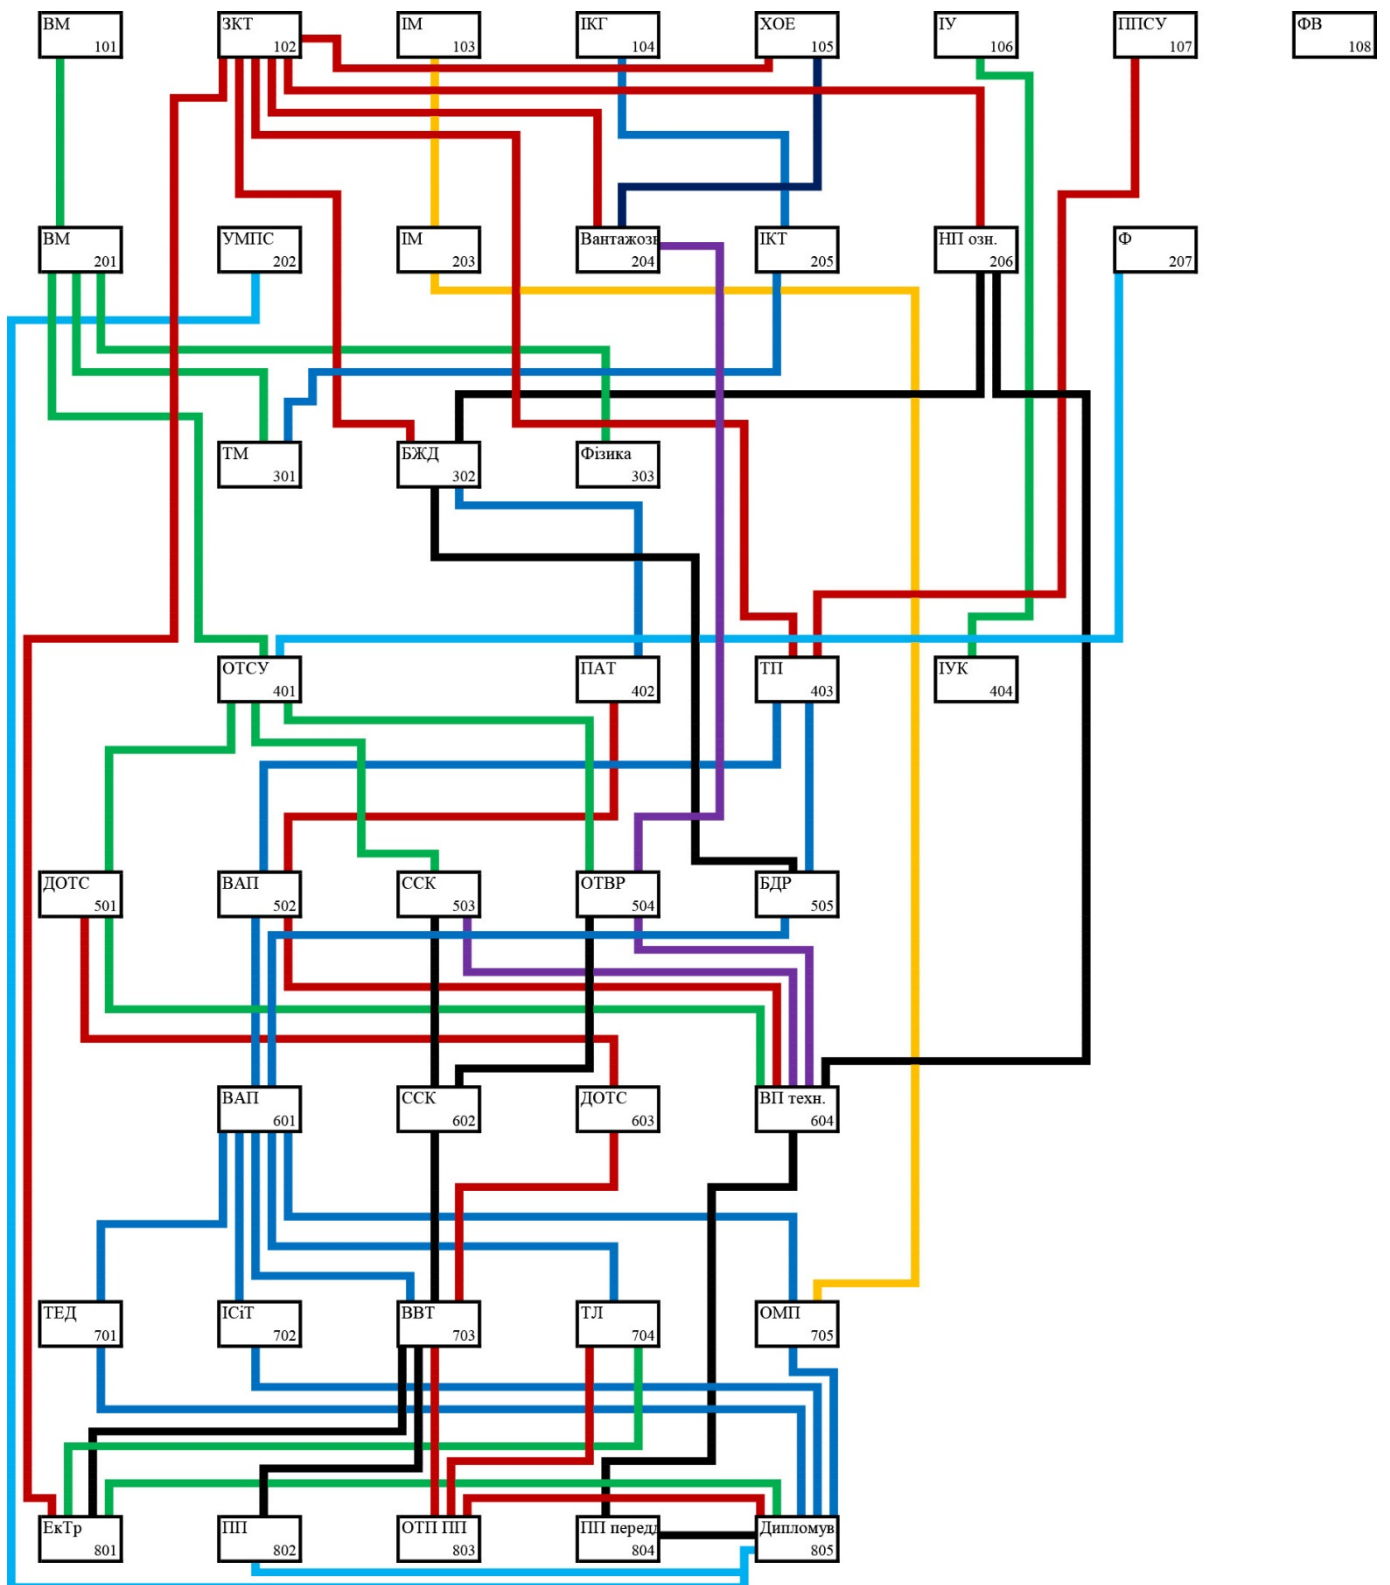 ВМ 101
ЗКТ 102
ІМ 103
ІКГ 104
ХОЕ 105
ІУ 106
ППСУ 107
ФВ 108
ВМ 201
УМПС 202
ІМ 203
Вантажозн 204
ІКТ 205
НП озн. 206
Ф 207
ТМ 301
БЖД 302
Фізика 303
ОТСУ 401
ПАТ 402
ТП 403
ІУК 404
ДОТС 501
ВАП 502
ССК 503
ОТВР 504
БДР 505
ВАП 601
ССК 602
ДОТС 603
ВП техн. 604
ТЕД 701
ІСіТ 702
ВВТ 703
ТЛ 704
ОМП 705
ЕкТр 801
ПП 802
ОТП ПП 803
ПП перед 804
Дипломув 805